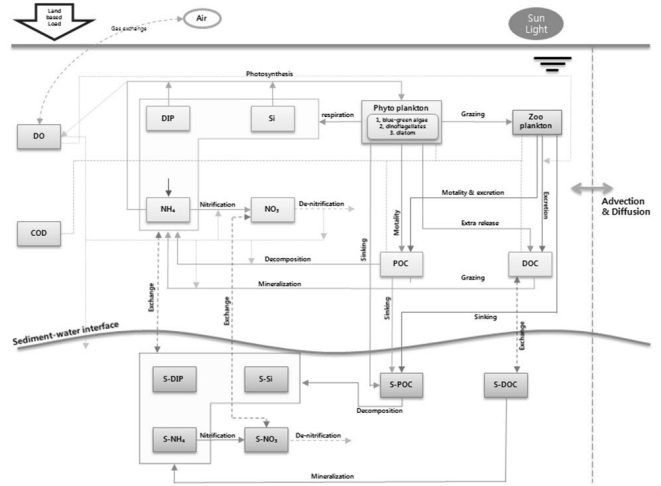 Land
based
Load
Air
Sun
Light
Gas exchange
Photosynthesis
DIP
Si
respiration
Phyto plankton
1, blue-green algae
2, dinoflagellates
3. diatom
Grazing
Zoo
plankton
DO
Motality & excretion
Excretion
NH₄
Nitrification
NO₃
De-nitrification
Motality
Advection
& Diffusion
COD
Extra release
Sinking
Decomposition
POC
DOC
Mineralization
Grazing
Exchange
Exchange
Sinking
Sinking
Exchange
Sediment-water interface
S-DIP
S-Si
S-POC
S-DOC
Decomposition
S-NH₄
Nitrification
S-NO₃
De-nitrification
Mineralization